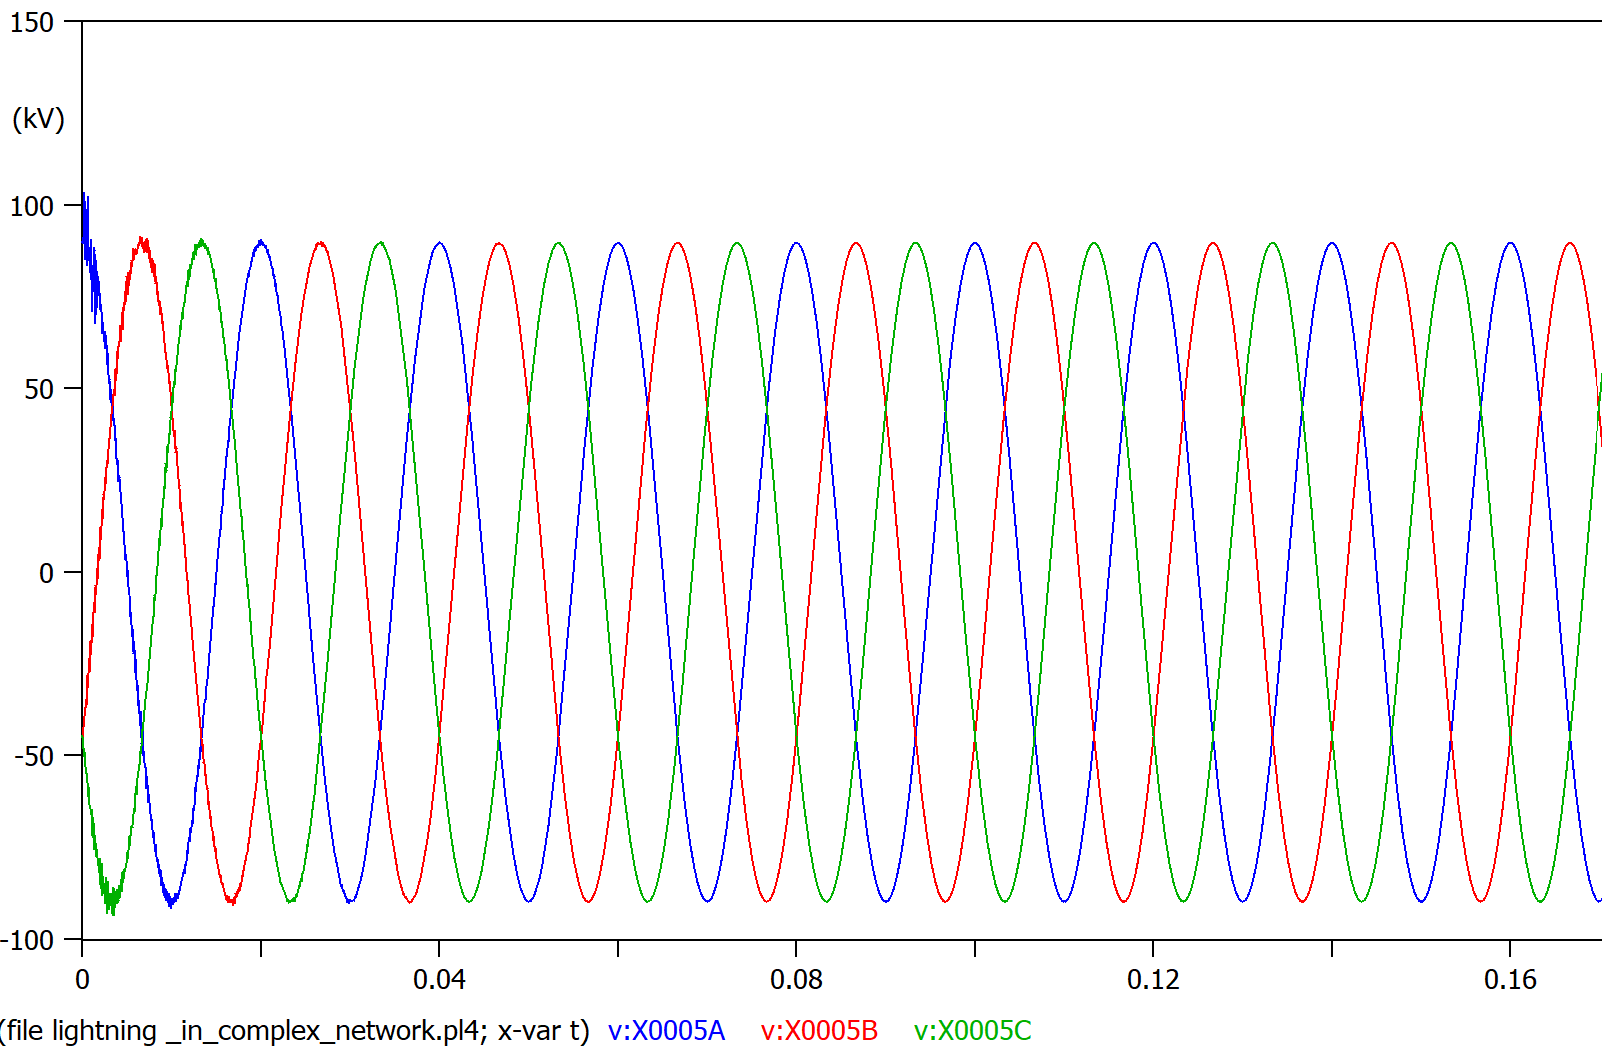 150
(kV)
100
50
0
-50
-100
0 0.04 0.08 0.12 0.16
(file lightning _in_complex_network.pl4; x-var t) v:X0005A v:X0005B v:X0005C